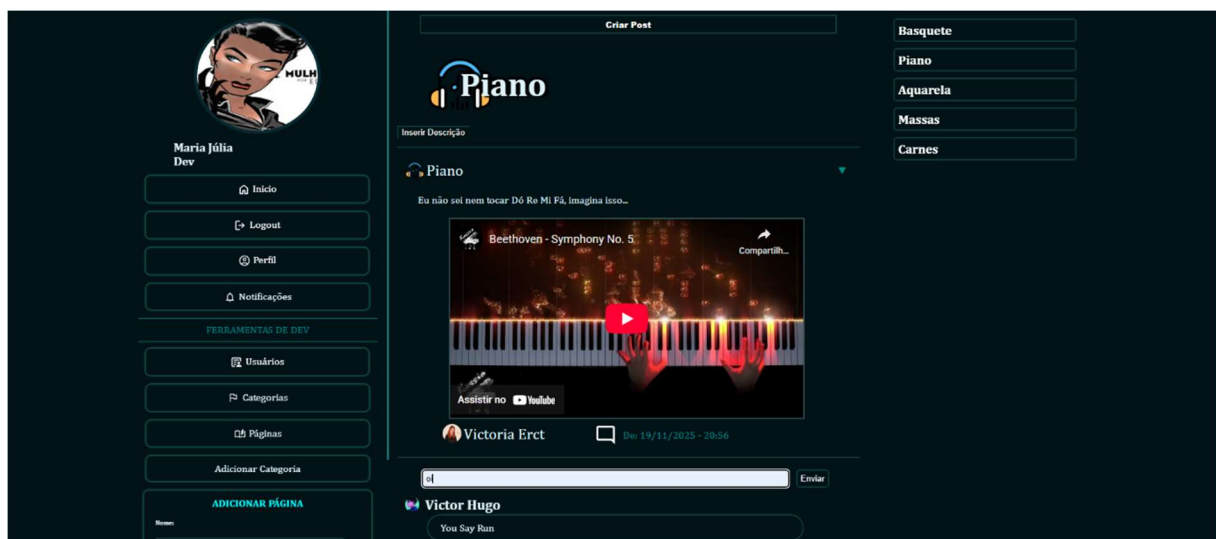 MULH
Maria Júlia
Dev
Inicio
Logout
Perfil
Notificações
FERRAMENTAS DE DEV
Usuários
Categorias
Páginas
Adicionar Categoria
ADICIONAR PÁGINA
Nome:
Criar Post
Piano
Inserir Descrição
Piano
Eu não sei nem tocar Dó Re Mi Fá, imagina isso...
Beethoven - Symphony No. 5
Compartilh...
Assistir no YouTube
Victoria Erct
De: 19/11/2025 - 20:56
ol
Enviar
Victor Hugo
You Say Run
Basquete
Piano
Aquarela
Massas
Carnes